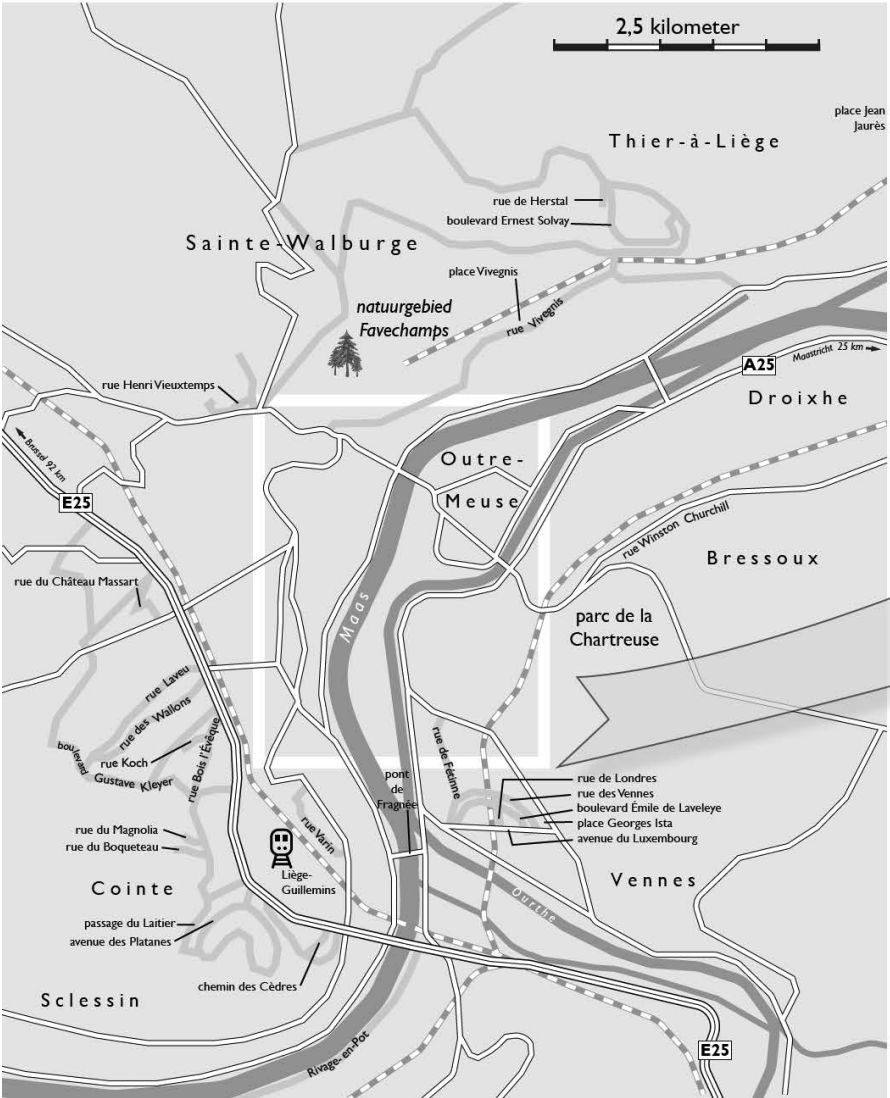 2,5 kilometer
place Jean
Jaurès
Thier-à-Liège
rue de Herstal
boulevard Ernest Solvay
Sainte-Walburge
place Vivegnis
natuurgebied
Favechamps
rue Vivegnis
Maastricht 25 km
A25
rue Henri Vieuxtemps
Droixhe
Brussel 92 km
Outre-
Meuse
E25
rue Winston Churchill
Bressoux
rue du Château Massart
Maas
parc de la
Chartreuse
rue Laveu
rue des Wallons
rue Koch
boulevard
Gustave Kleyer
rue Bois l'Évêque
rue de Fétinne
pont
de
Fragnée
rue de Londres
rue des Vennes
boulevard Émile de Laveleye
place Georges Ista
avenue du Luxembourg
rue du Magnolia
rue du Boqueteau
rue Varin
Liège-
Guillemins
Cointe
Vennes
Ourthe
passage du Laitier
avenue des Platanes
chemin des Cèdres
Sclessin
Rivage-en-Pot
E25